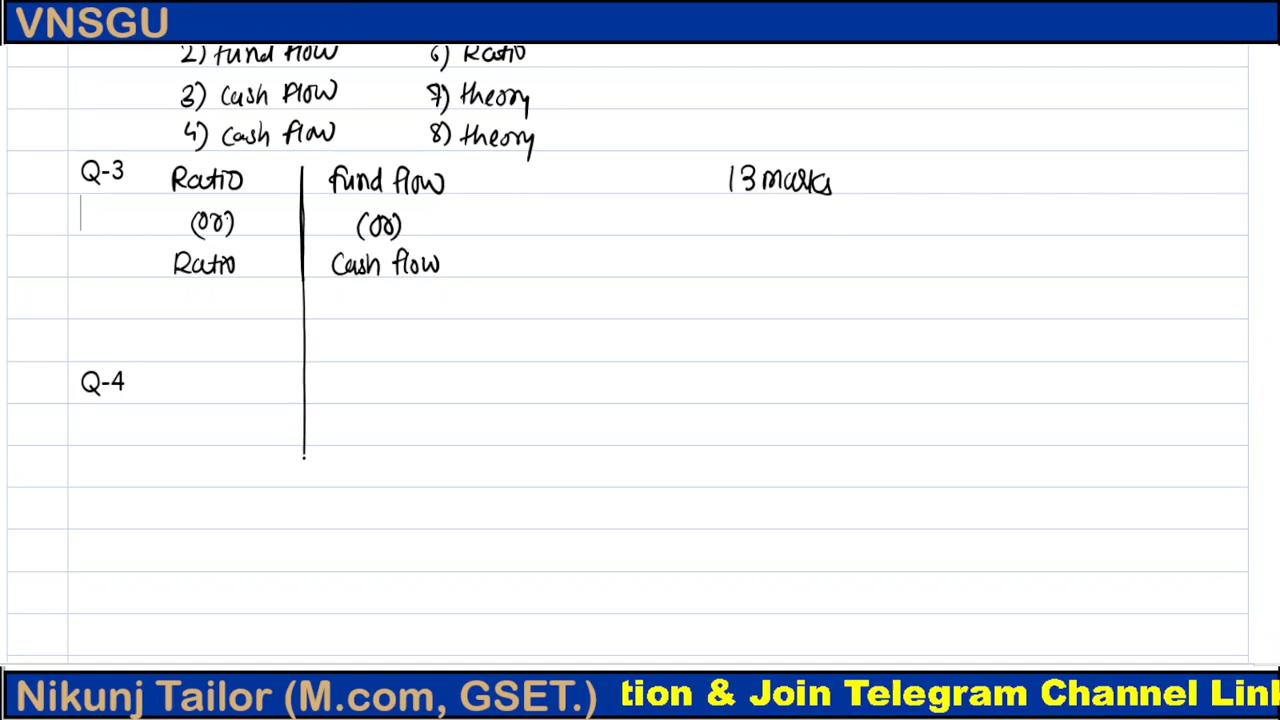 VNSGU
2) fund flow 6) Ratio
3) Cash Flow 7) theory
4) Cash flow 8) theory
Q-3 Ratio fund flow 13 marks
(or) (or)
Ratio Cash flow
Q-4
Nikunj Tailor (M.com, GSET.) tion & Join Telegram Channel Link